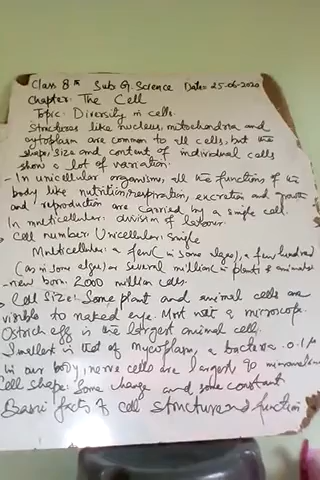 Class 8th Sub G. Science Date= 25-06-2020
Chapter: The Cell
Topic: Diversity in cells.
Structures like nucleus, mitochondria and
cytoplasm are common to all cells, but the
shape, size and content of individual cells
show a lot of variation.
- In unicellular organisms, all the functions of the
body like nutrition, respiration, excretion and growth
and reproduction are carried by a single cell.
In multicellular: division of labour.
> Cell number: Unicellular: Single
Multicellular: a few (in some algae), a few hundred
(as in some algae) or several million in plants & animals
- new born: 2000 million cells.
> Cell Size: Some plant and animal cells are
visible to naked eye. Most not a microscope.
Ostrich egg is the largest animal cell.
Smallest is that of mycoplasm, a bacteria: 0.1 μ
In our body, nerve cells are largest, 90
Cell shape: Some change and some constant
Basic facts of cell structure and function